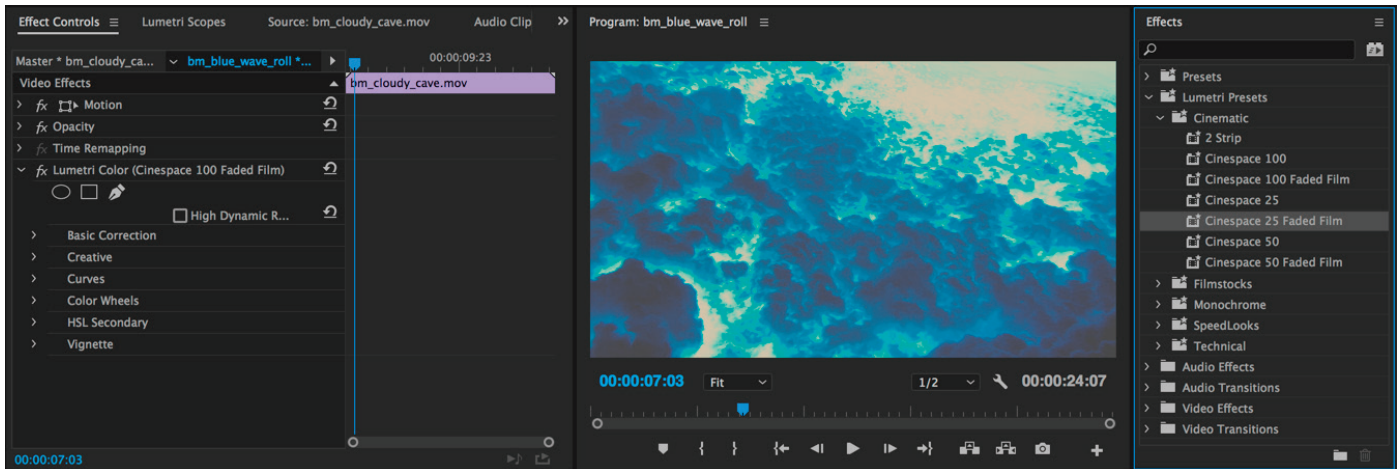 Effect Controls
Lumetri Scopes
Source: bm_cloudy_cave.mov
Audio Clip
Master * bm_cloudy_ca...
bm_blue_wave_roll *...
00:00:09:23
Video Effects
bm_cloudy_cave.mov
fx Motion
fx Opacity
fx Time Remapping
fx Lumetri Color (Cinespace 100 Faded Film)
High Dynamic R...
Basic Correction
Creative
Curves
Color Wheels
HSL Secondary
Vignette
00:00:07:03
Program: bm_blue_wave_roll
00:00:07:03
Fit
1/2
00:00:24:07
Effects
Presets
Lumetri Presets
Cinematic
2 Strip
Cinespace 100
Cinespace 100 Faded Film
Cinespace 25
Cinespace 25 Faded Film
Cinespace 50
Cinespace 50 Faded Film
Filmstocks
Monochrome
SpeedLooks
Technical
Audio Effects
Audio Transitions
Video Effects
Video Transitions